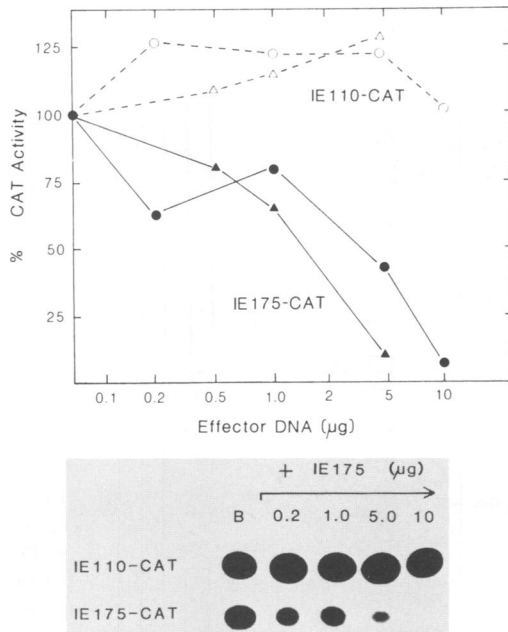 125
100
75
50
25
% CAT Activity
IE110-CAT
IE175-CAT
0.1 0.2 0.5 1.0 2 5 10
Effector DNA (µg)
+ IE175 (µg)
B 0.2 1.0 5.0 10
IE110-CAT
IE175-CAT